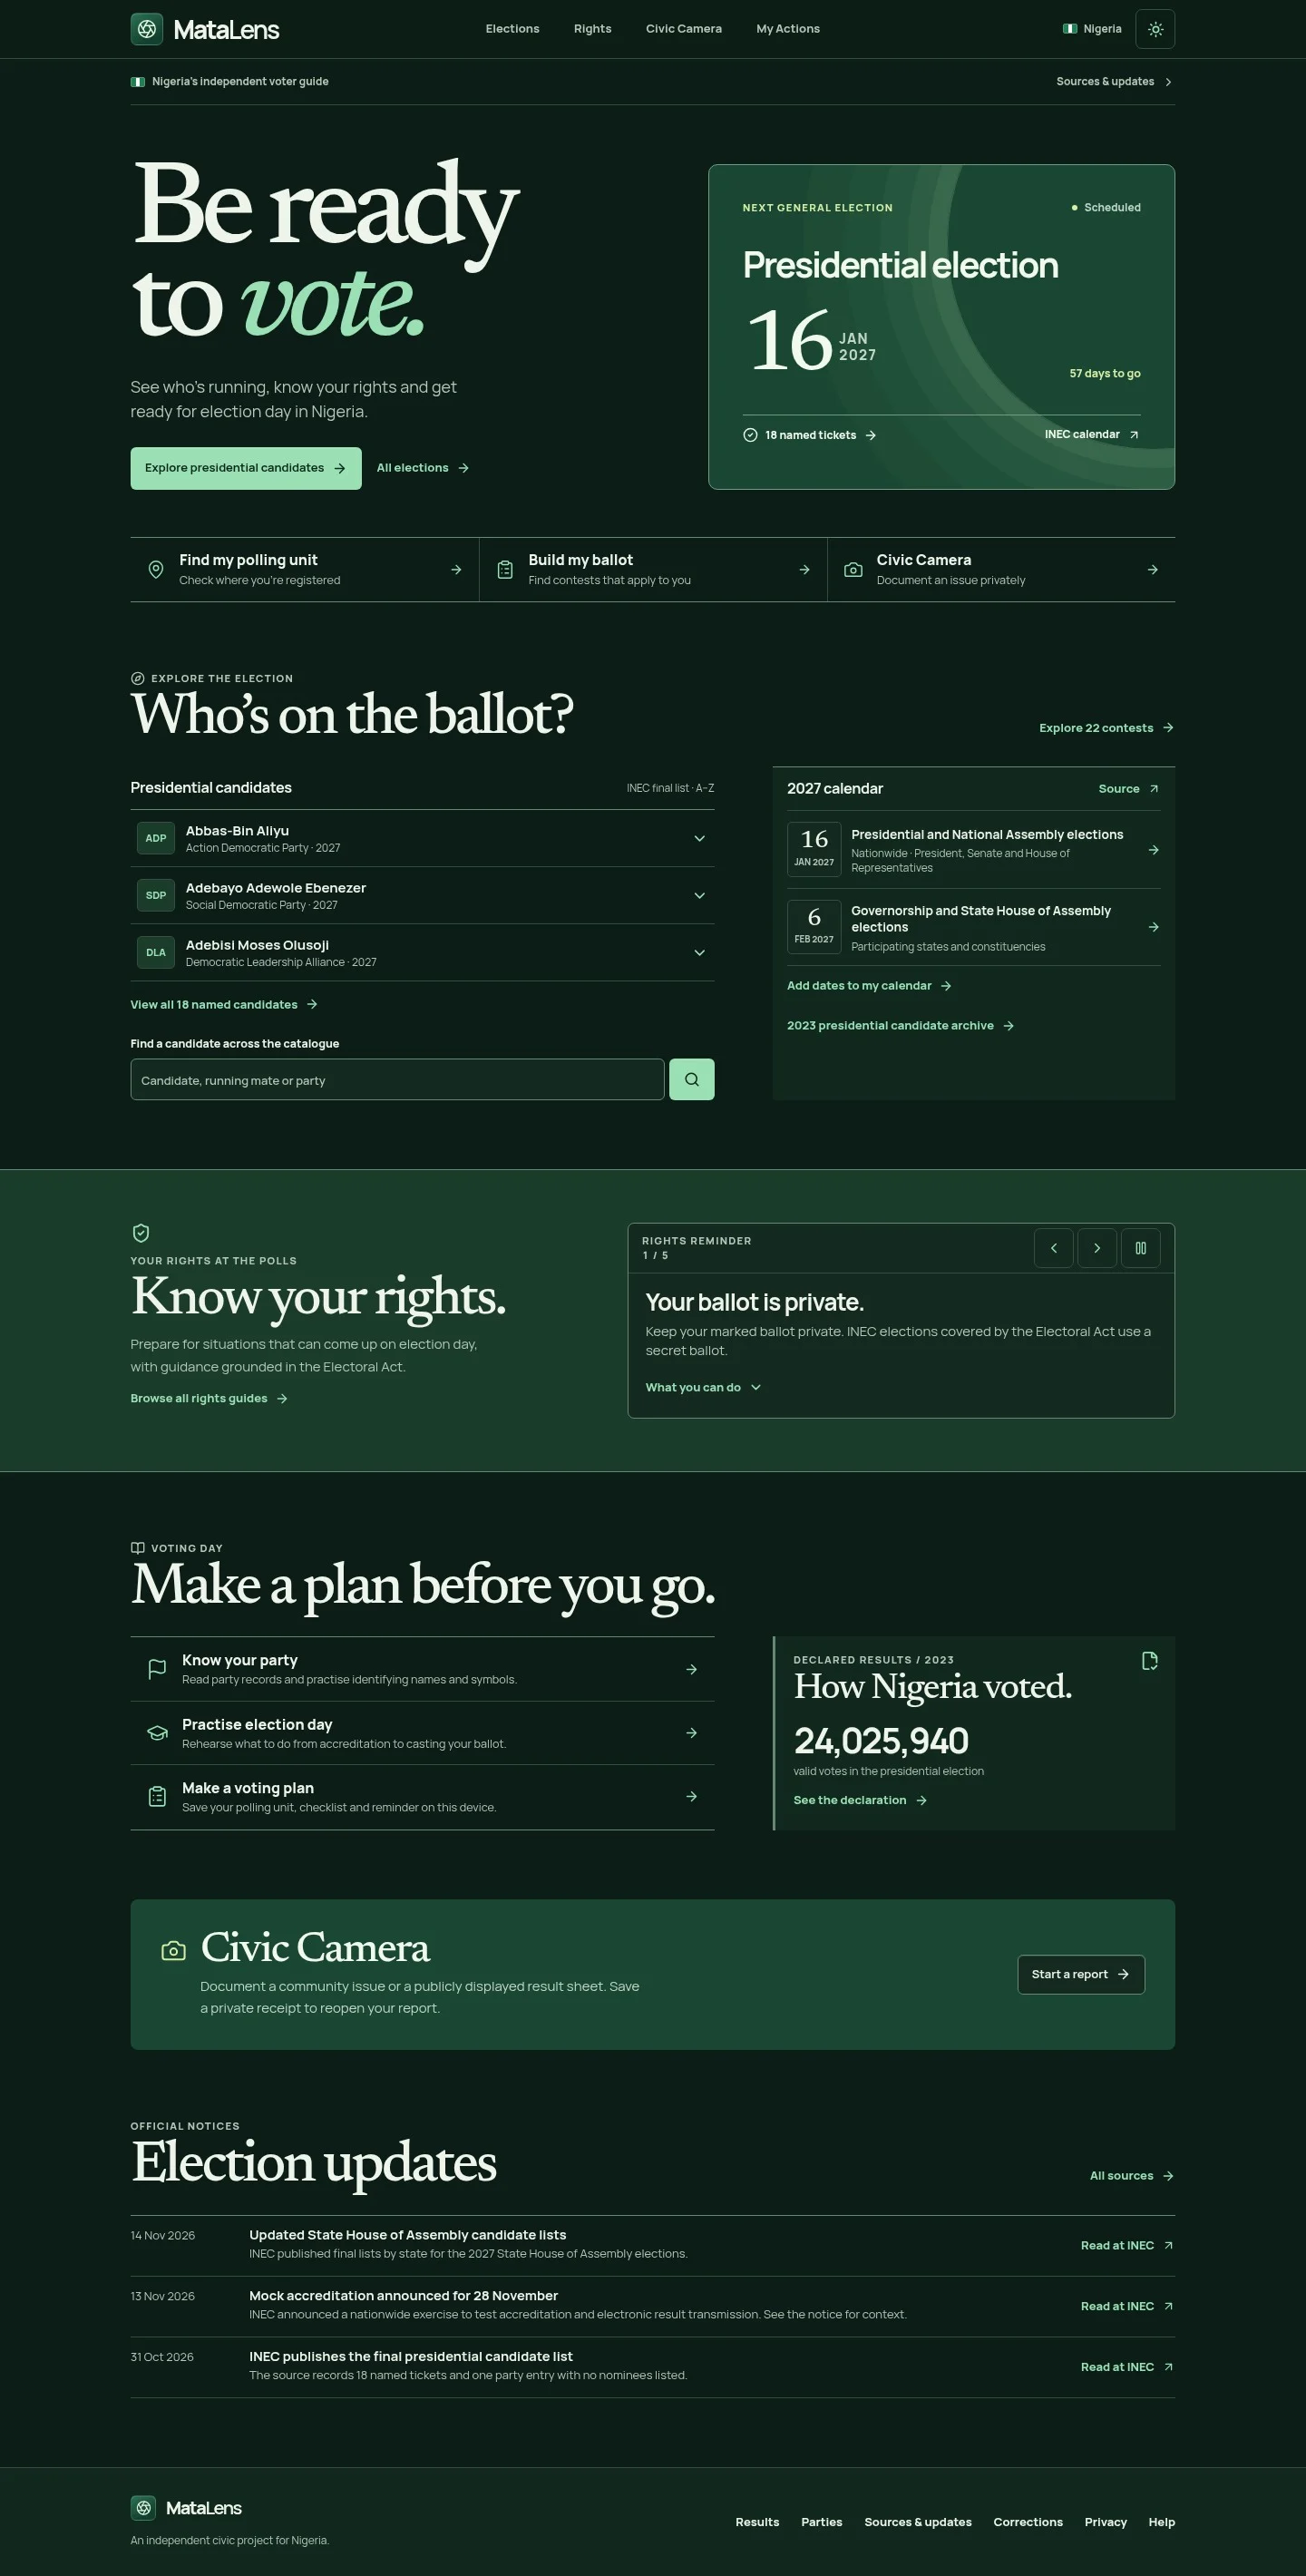 MataLens
Elections
Rights
Civic Camera
My Actions
Nigeria
Nigeria's independent voter guide
Sources & updates
Be ready
to vote.
See who's running, know your rights and get
ready for election day in Nigeria.
Explore presidential candidates
All elections
NEXT GENERAL ELECTION
Scheduled
Presidential election
16 JAN
2027
57 days to go
18 named tickets
INEC calendar
Find my polling unit
Check where you're registered
Build my ballot
Find contests that apply to you
Civic Camera
Document an issue privately
EXPLORE THE ELECTION
Who's on the ballot?
Explore 22 contests
Presidential candidates
INEC final list · A–Z
ADP
Abbas-Bin Aliyu
Action Democratic Party · 2027
SDP
Adebayo Adewole Ebenezer
Social Democratic Party · 2027
DLA
Adebisi Moses Olusoji
Democratic Leadership Alliance · 2027
View all 18 named candidates
Find a candidate across the catalogue
Candidate, running mate or party
2027 calendar
Source
16
JAN 2027
Presidential and National Assembly elections
Nationwide · President, Senate and House of
Representatives
6
FEB 2027
Governorship and State House of Assembly
elections
Participating states and constituencies
Add dates to my calendar
2023 presidential candidate archive
YOUR RIGHTS AT THE POLLS
Know your rights.
Prepare for situations that can come up on election day,
with guidance grounded in the Electoral Act.
Browse all rights guides
RIGHTS REMINDER
1 / 5
Your ballot is private.
Keep your marked ballot private. INEC elections covered by the Electoral Act use a
secret ballot.
What you can do
VOTING DAY
Make a plan before you go.
Know your party
Read party records and practise identifying names and symbols.
Practise election day
Rehearse what to do from accreditation to casting your ballot.
Make a voting plan
Save your polling unit, checklist and reminder on this device.
DECLARED RESULTS / 2023
How Nigeria voted.
24,025,940
valid votes in the presidential election
See the declaration
Civic Camera
Document a community issue or a publicly displayed result sheet. Save
a private receipt to reopen your report.
Start a report
OFFICIAL NOTICES
Election updates
All sources
14 Nov 2026
Updated State House of Assembly candidate lists
INEC published final lists by state for the 2027 State House of Assembly elections.
Read at INEC
13 Nov 2026
Mock accreditation announced for 28 November
INEC announced a nationwide exercise to test accreditation and electronic result transmission. See the notice for context.
Read at INEC
31 Oct 2026
INEC publishes the final presidential candidate list
The source records 18 named tickets and one party entry with no nominees listed.
Read at INEC
MataLens
An independent civic project for Nigeria.
Results
Parties
Sources & updates
Corrections
Privacy
Help